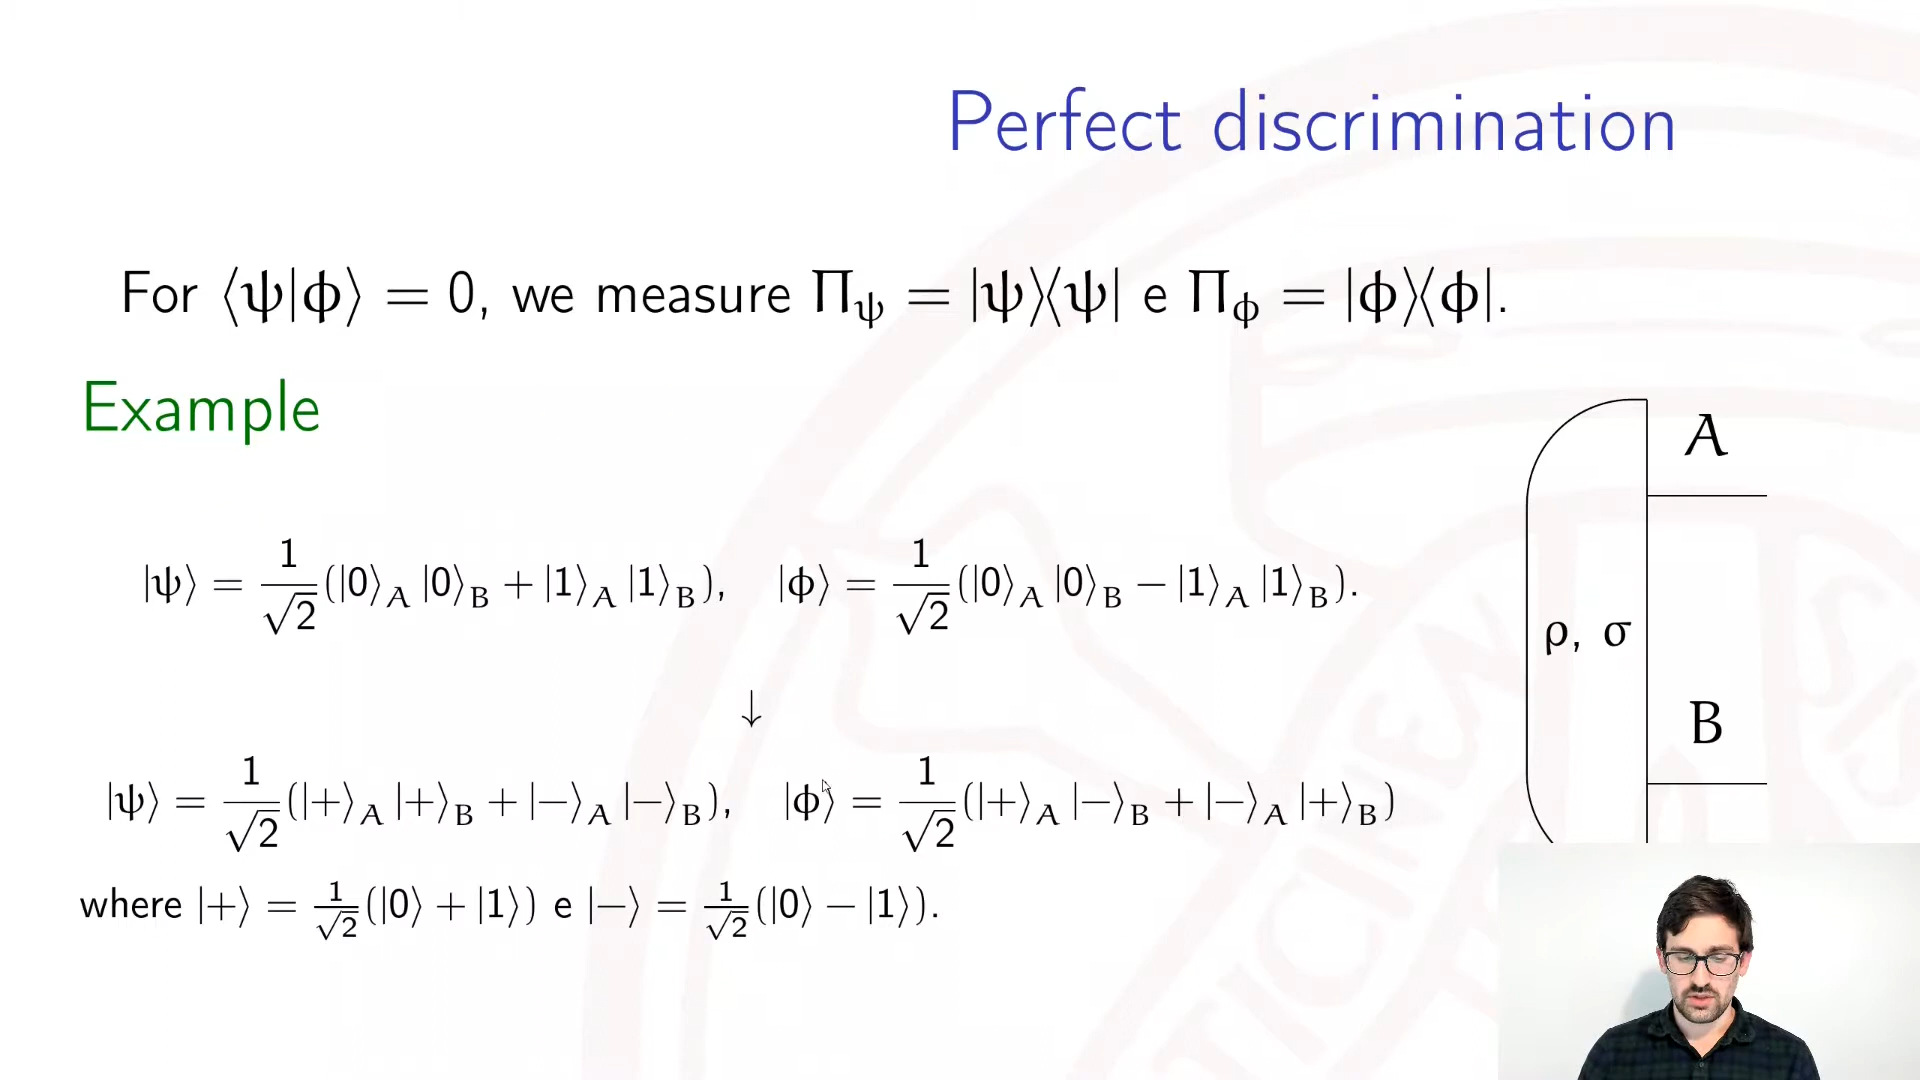 Perfect discrimination
For ⟨ψ|ϕ⟩ = 0, we measure Π_ψ = |ψ⟩⟨ψ| e Π_ϕ = |ϕ⟩⟨ϕ|.
Example
|ψ⟩ = 1/√2 (|0⟩_A |0⟩_B + |1⟩_A |1⟩_B), |ϕ⟩ = 1/√2 (|0⟩_A |0⟩_B − |1⟩_A |1⟩_B).
↓
|ψ⟩ = 1/√2 (|+⟩_A |+⟩_B + |−⟩_A |−⟩_B), |ϕ⟩ = 1/√2 (|+⟩_A |−⟩_B + |−⟩_A |+⟩_B)
where |+⟩ = 1/√2 (|0⟩ + |1⟩) e |−⟩ = 1/√2 (|0⟩ − |1⟩).
A
ρ, σ
B
TICINEN
SIS